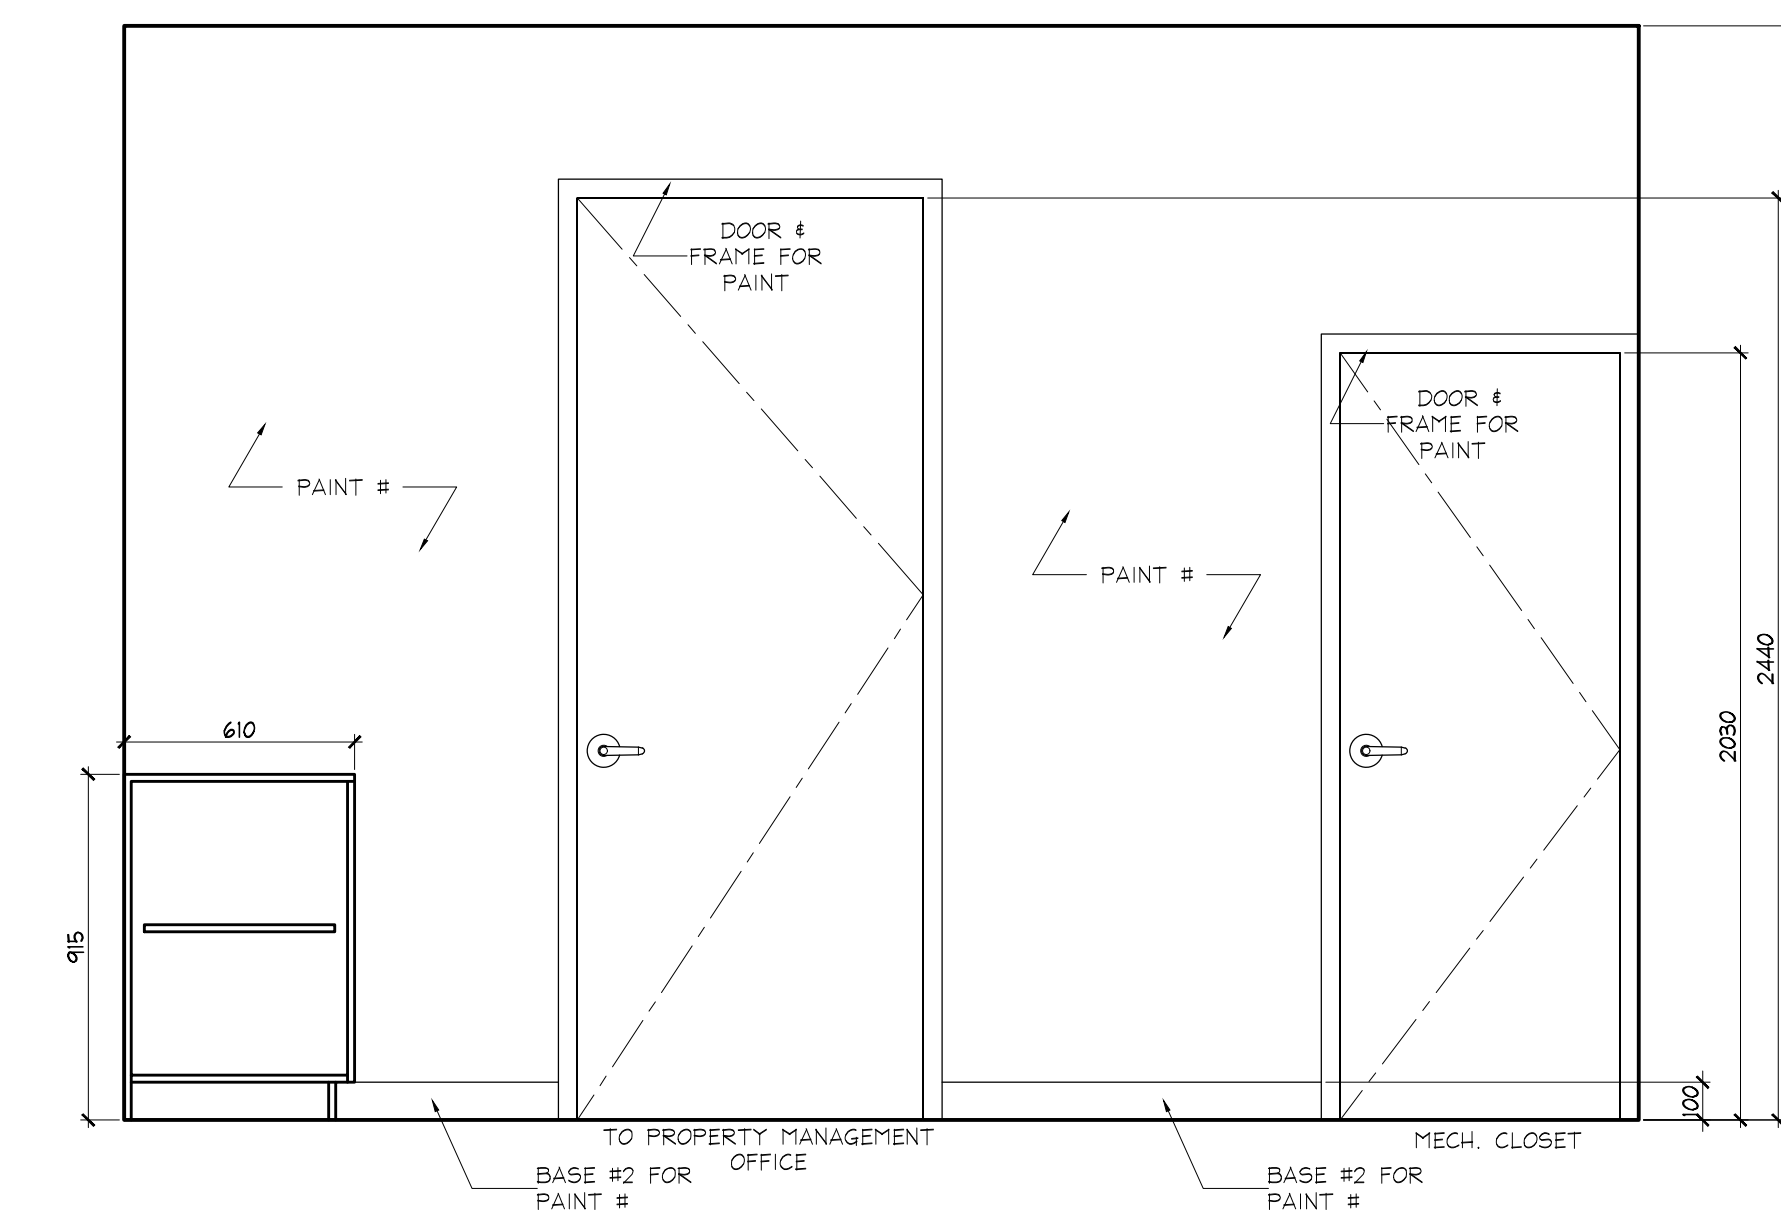 DOOR &
FRAME FOR
PAINT
DOOR &
FRAME FOR
PAINT
PAINT #
PAINT #
2440
2030
610
915
100
TO PROPERTY MANAGEMENT
OFFICE
MECH. CLOSET
BASE #2 FOR
PAINT #
BASE #2 FOR
PAINT #